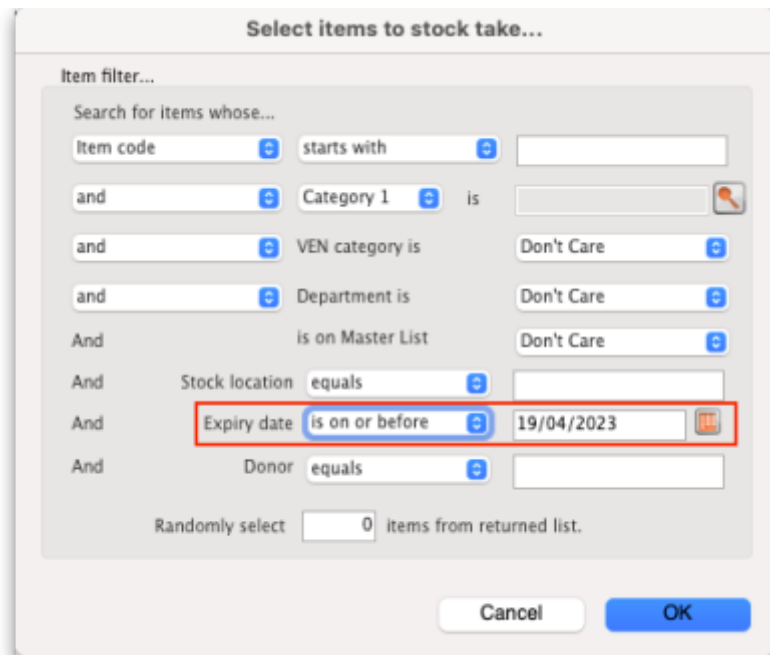 Select items to stock take...
Item filter...
Search for items whose...
Item code starts with
and Category 1 is
and VEN category is Don't Care
and Department is Don't Care
And is on Master List Don't Care
And Stock location equals
And Expiry date is on or before 19/04/2023
And Donor equals
Randomly select 0 items from returned list.
Cancel OK